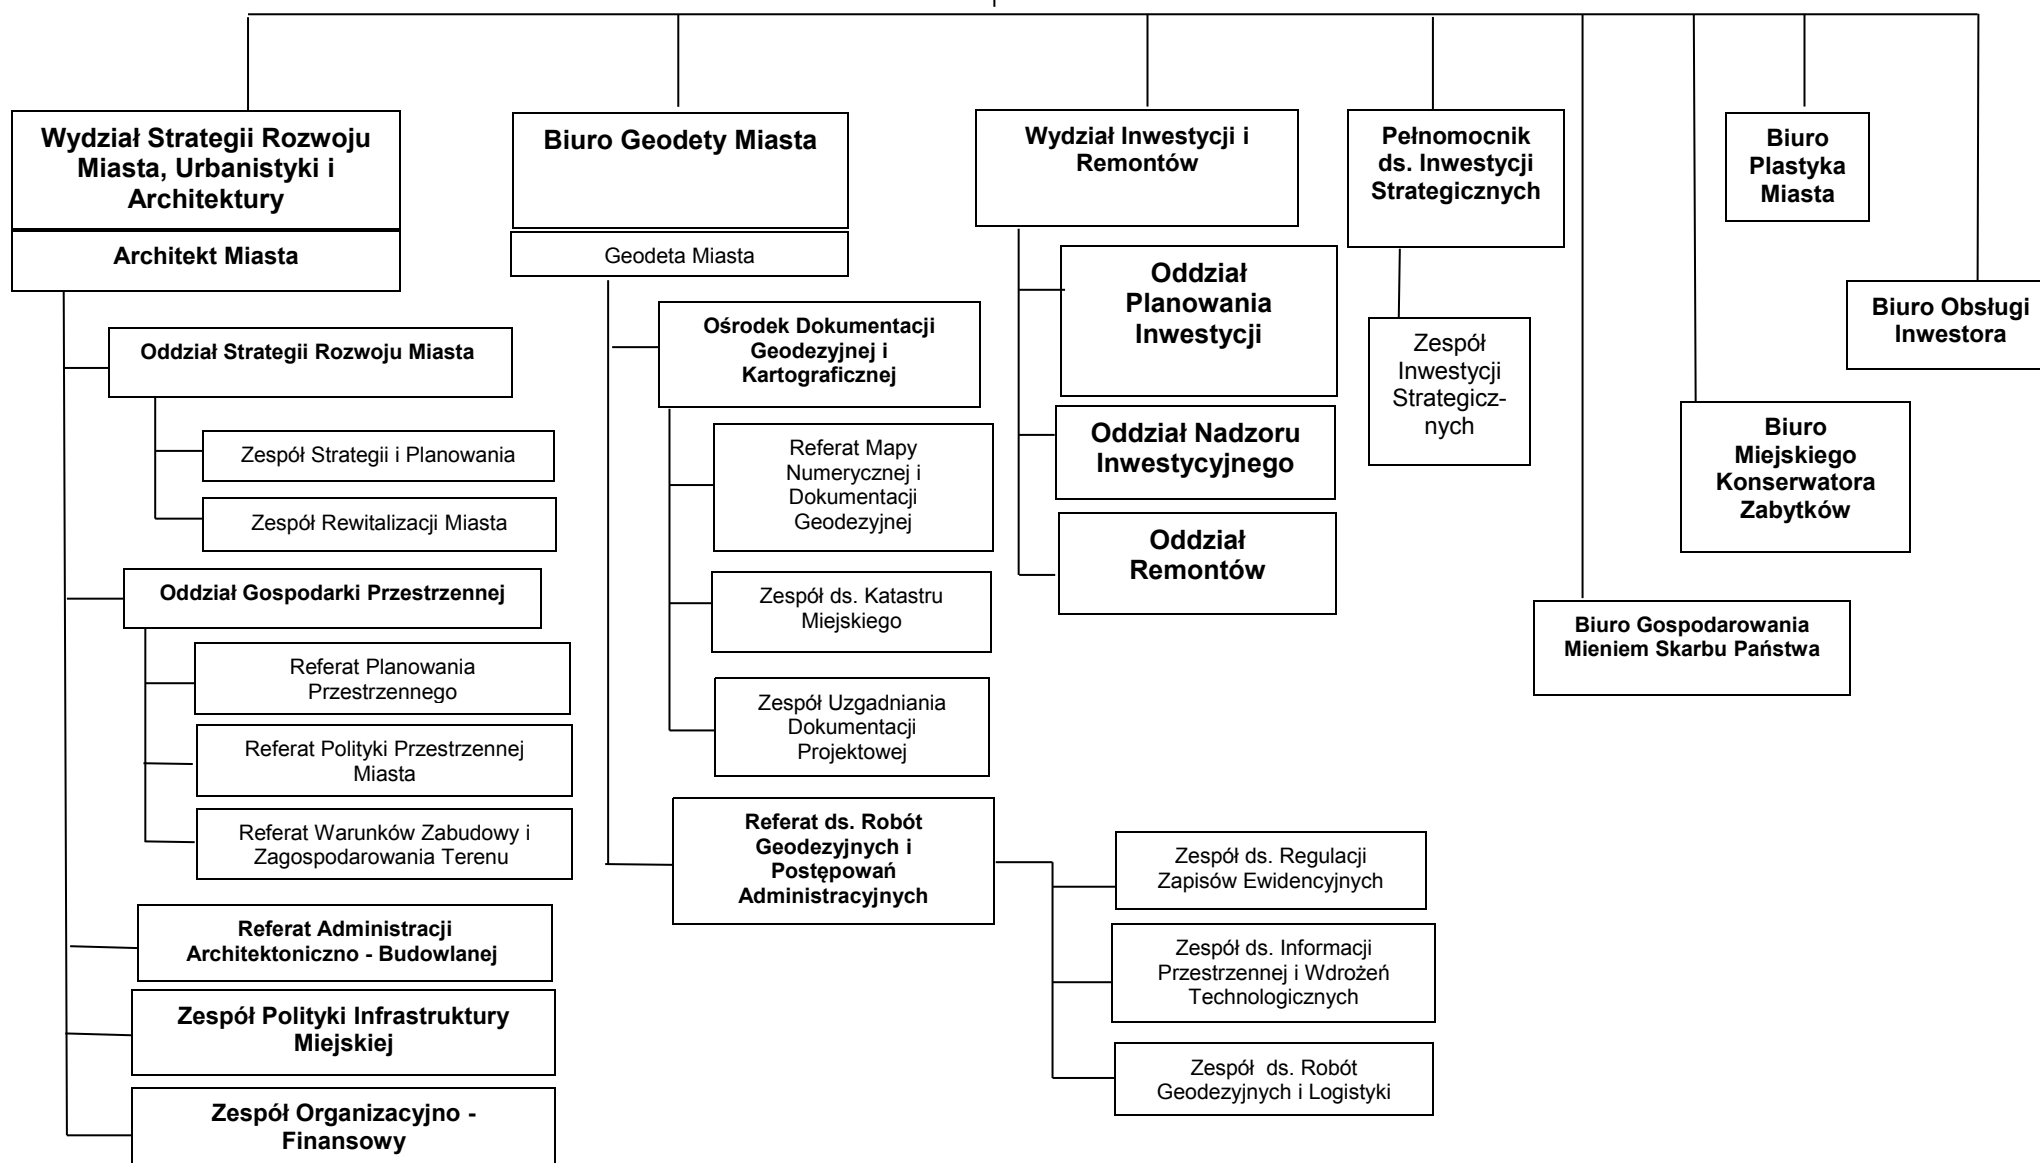 Wydział Strategii Rozwoju
Miasta, Urbanistyki i
Architektury
Architekt Miasta
Oddział Strategii Rozwoju Miasta
Zespół Strategii i Planowania
Zespół Rewitalizacji Miasta
Oddział Gospodarki Przestrzennej
Referat Planowania
Przestrzennego
Referat Polityki Przestrzennej
Miasta
Referat Warunków Zabudowy i
Zagospodarowania Terenu
Referat Administracji
Architektoniczno - Budowlanej
Zespół Polityki Infrastruktury
Miejskiej
Zespół Organizacyjno -
Finansowy
Biuro Geodety Miasta
Geodeta Miasta
Ośrodek Dokumentacji
Geodezyjnej i
Kartograficznej
Referat Mapy
Numerycznej i
Dokumentacji
Geodezyjnej
Zespół ds. Katastru
Miejskiego
Zespół Uzgadniania
Dokumentacji
Projektowej
Referat ds. Robót
Geodezyjnych i
Postępowań
Administracyjnych
Zespół ds. Regulacji
Zapisów Ewidencyjnych
Zespół ds. Informacji
Przestrzennej i Wdrożeń
Technologicznych
Zespół ds. Robót
Geodezyjnych i Logistyki
Wydział Inwestycji i
Remontów
Oddział
Planowania
Inwestycji
Oddział Nadzoru
Inwestycyjnego
Oddział
Remontów
Pełnomocnik
ds. Inwestycji
Strategicznych
Zespół
Inwestycji
Strategicz-
nych
Biuro Gospodarowania
Mieniem Skarbu Państwa
Biuro
Miejskiego
Konserwatora
Zabytków
Biuro
Plastyka
Miasta
Biuro Obsługi
Inwestora